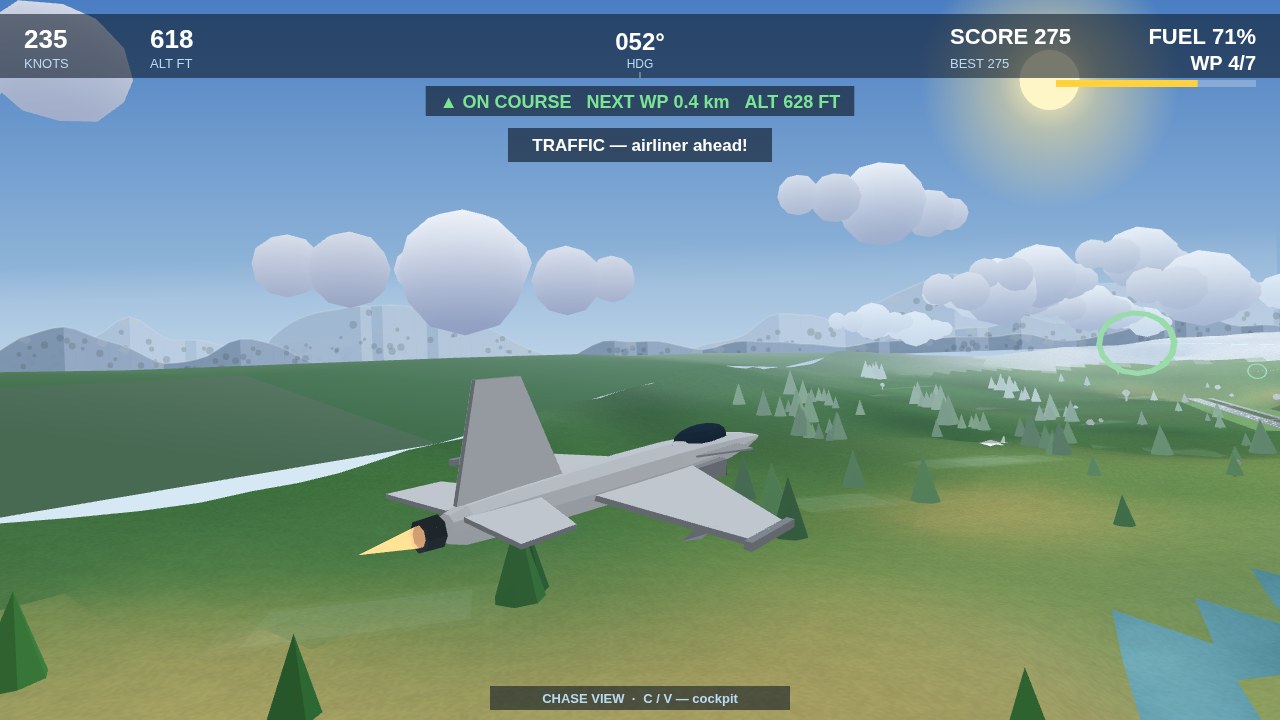 235
KNOTS
618
ALT FT
052°
HDG
SCORE 275
BEST 275
FUEL 71%
WP 4/7
▲ ON COURSE NEXT WP 0.4 km ALT 628 FT
TRAFFIC — airliner ahead!
CHASE VIEW · C / V — cockpit